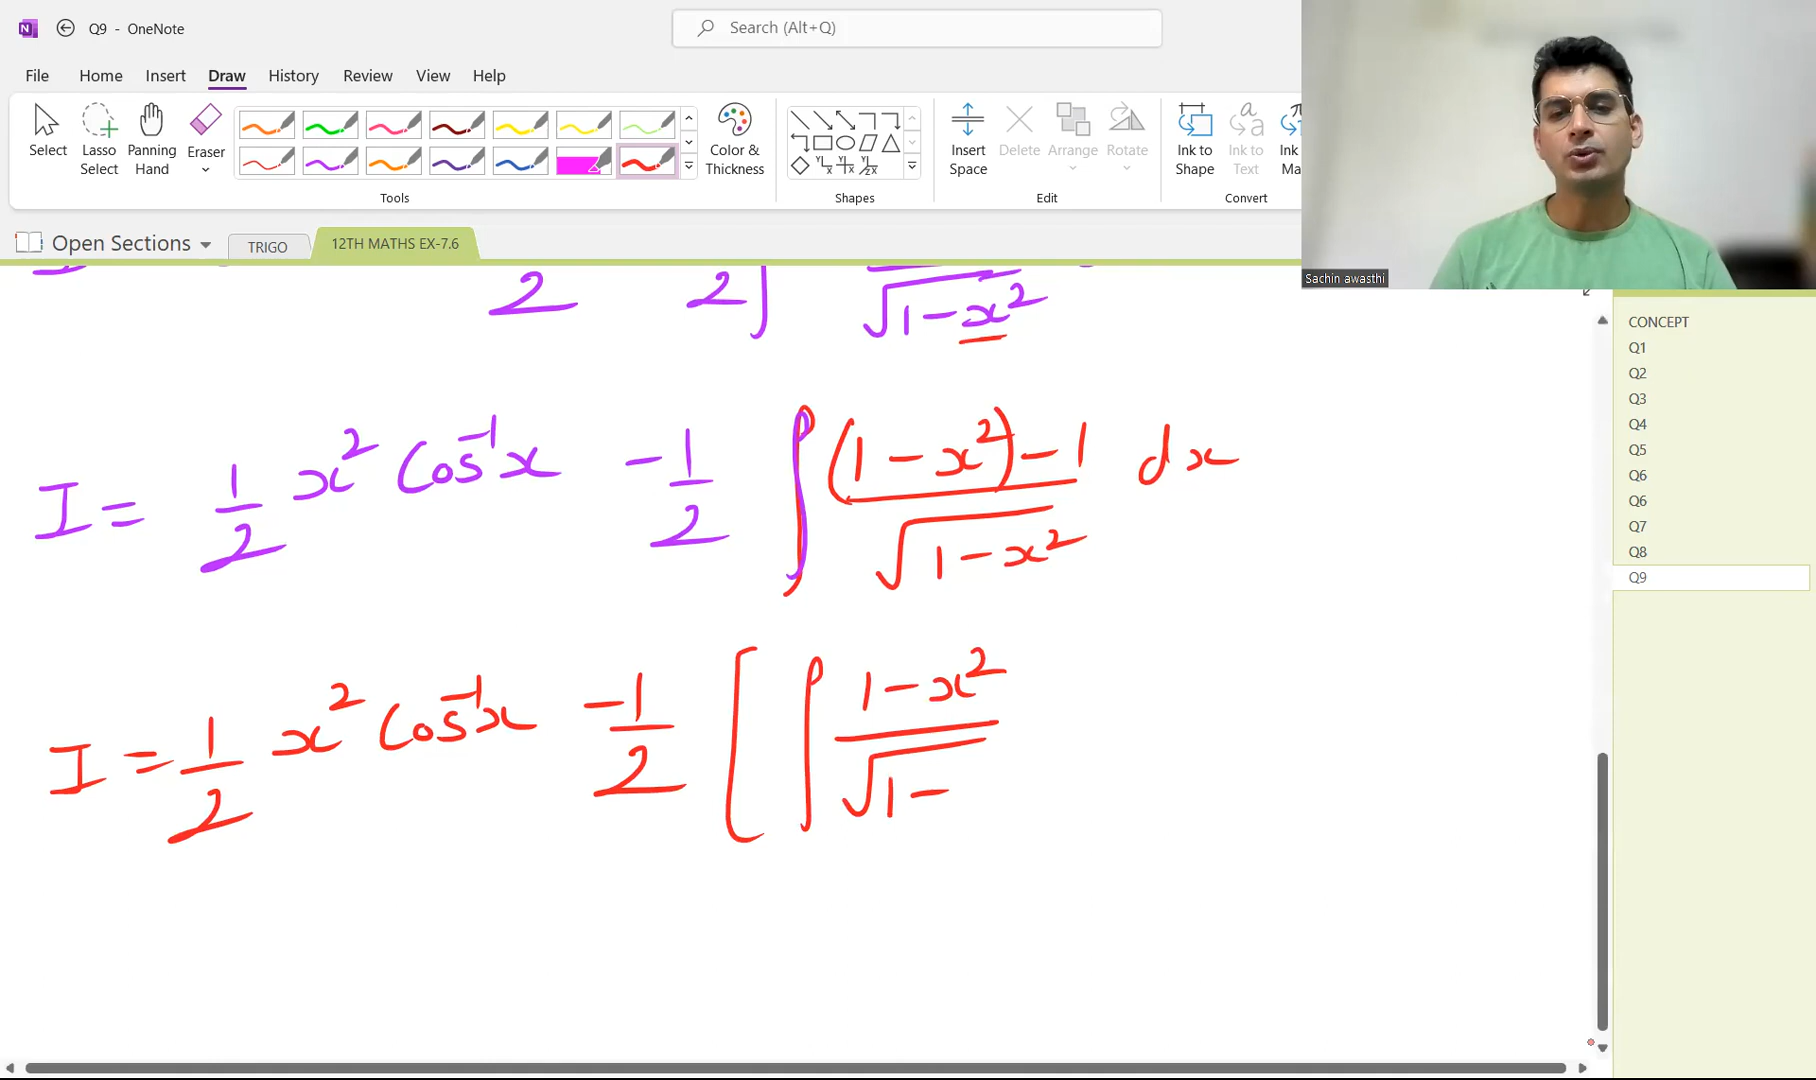 Q9 - OneNote
Search (Alt+Q)
File Home Insert Draw History Review View Help
Select
Lasso Select
Panning Hand
Eraser
Color & Thickness
Insert Space
Delete
Arrange
Rotate
Ink to Shape
Ink to Text
Ink Ma
Tools
Shapes
Edit
Convert
Open Sections
TRIGO
12TH MATHS EX-7.6
Sachin awasthi
2 2∫ √1-x²
I = 1/2 x² Cos⁻¹x -1/2 ∫ (1-x²)-1 / √1-x² dx
I = 1/2 x² Cos⁻¹x -1/2 [ ∫ 1-x² / √1-
CONCEPT
Q1
Q2
Q3
Q4
Q5
Q6
Q6
Q7
Q8
Q9